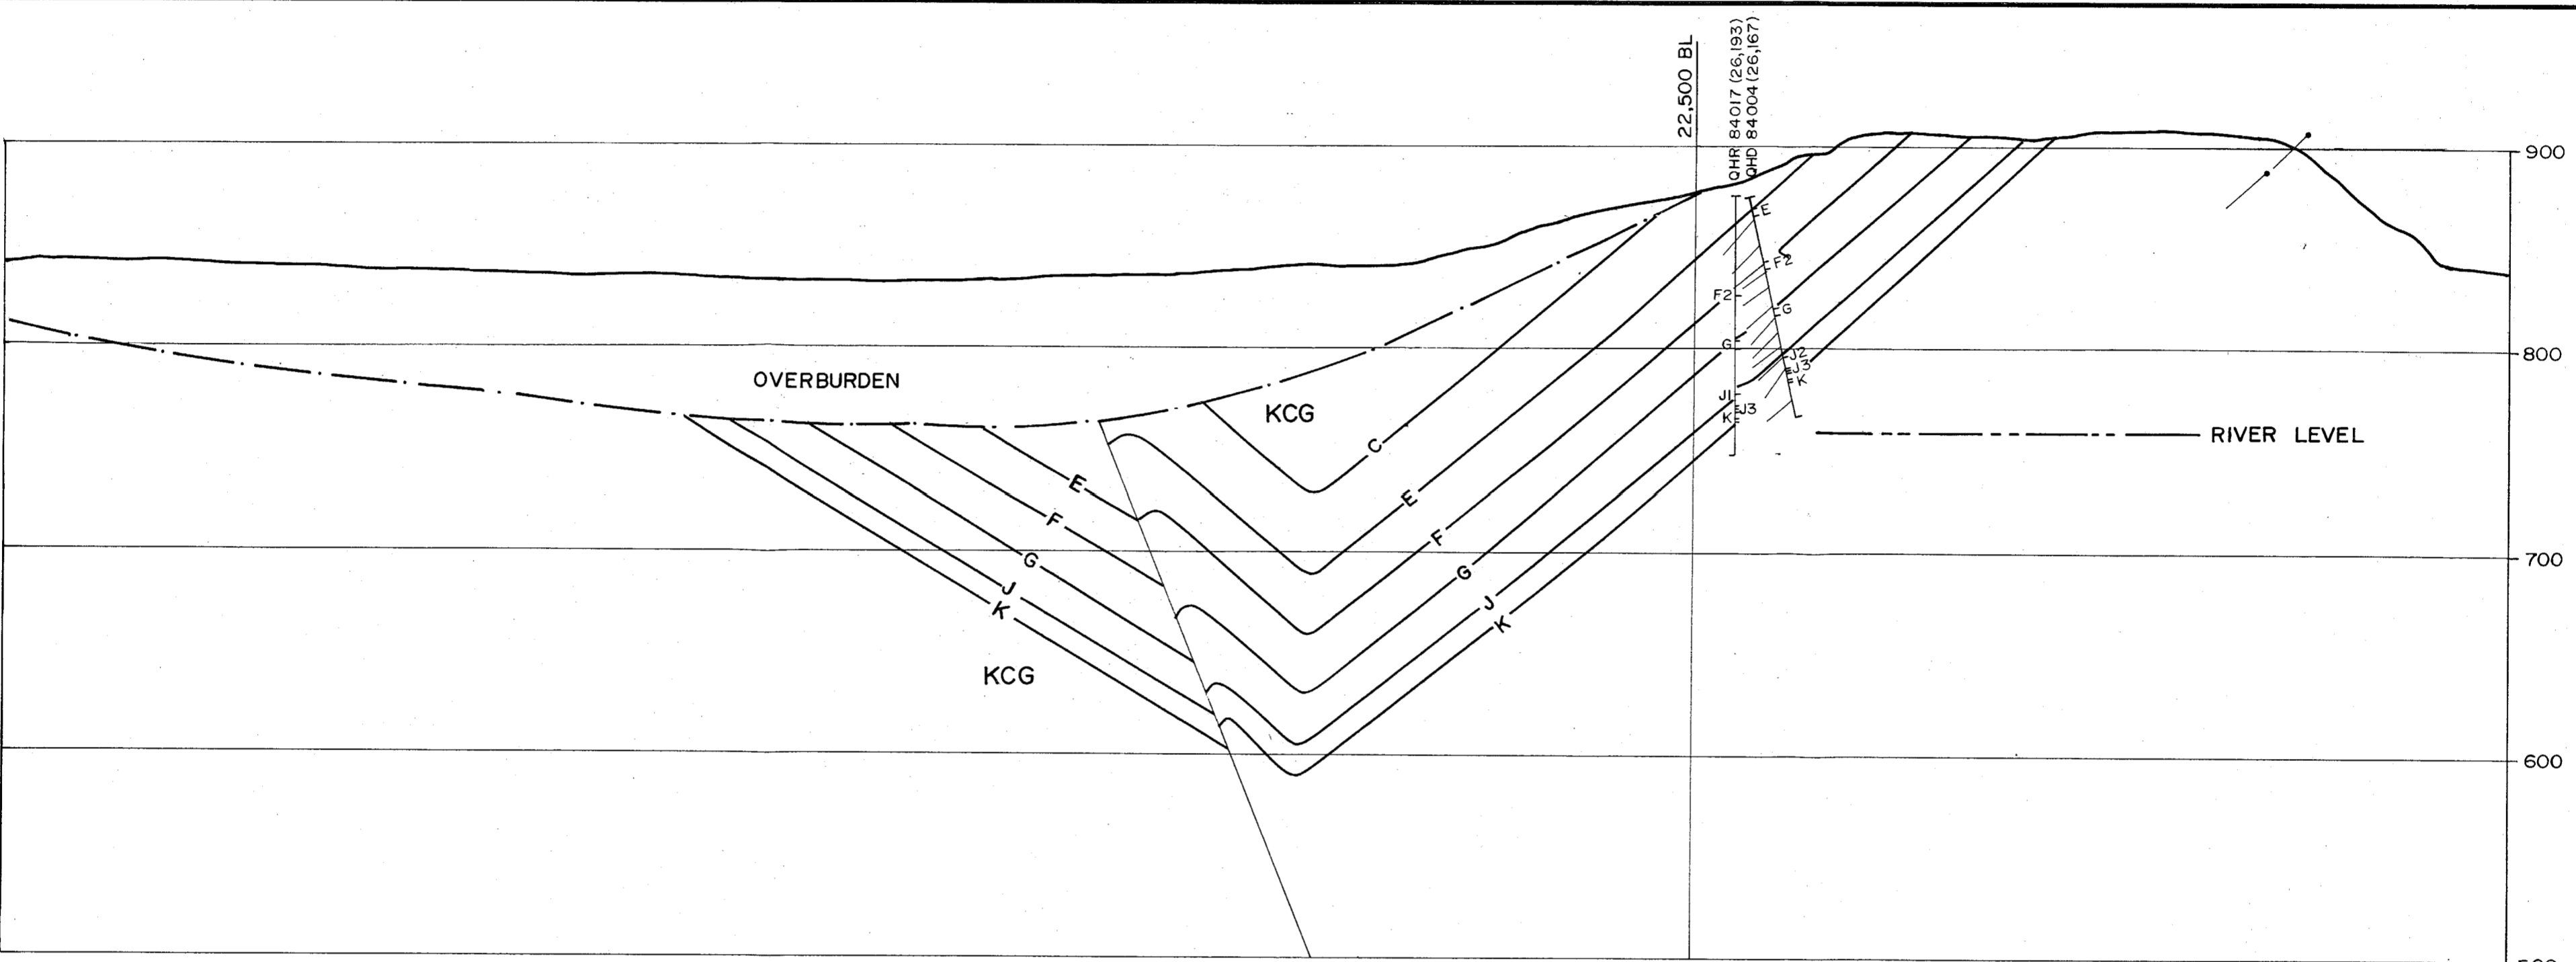 22,500 BL
QHR 84017 (26,193)
QHD 84004 (26,167)
900
E
F2
F2
G
G
800
J2
J3
K
J1
J3
K
OVERBURDEN
KCG
RIVER LEVEL
C
E
E
F
F
700
G
G
J
J
K
K
KCG
600